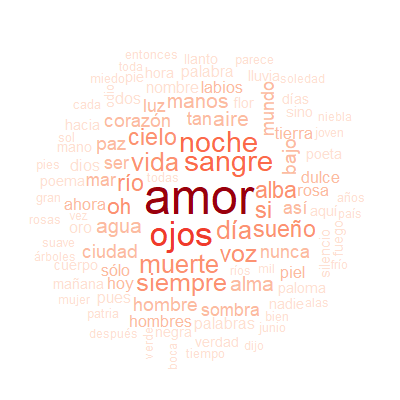 entonces llanto parece
toda palabra lluvia soledad
miedo pie hora
nombre labios
cada odio dos luz manos flor días
sol corazón tan aire mundo sino niebla
hacia cielo noche tierra joven
mano paz bajo
pies dios ser vida sangre dulce poeta
poema mar río todas alba rosa
gran ahora oh amor si así aquí años
rosas vez oro agua ojos día sueño país
suave ciudad voz nunca silencio fuego
árboles sólo muerte ríos mil piel frío
cuerpo hoy siempre alma paloma
mañana pues hombre sombra nadie alas
mujer hombres palabras bien
patria negra verdad junio
después verde boca tiempo dijo